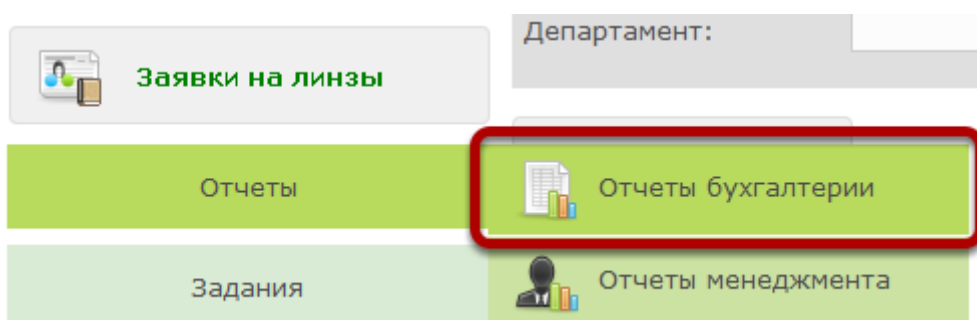 Департамент:
Заявки на линзы
Отчеты
Отчеты бухгалтерии
Задания
Отчеты менеджмента